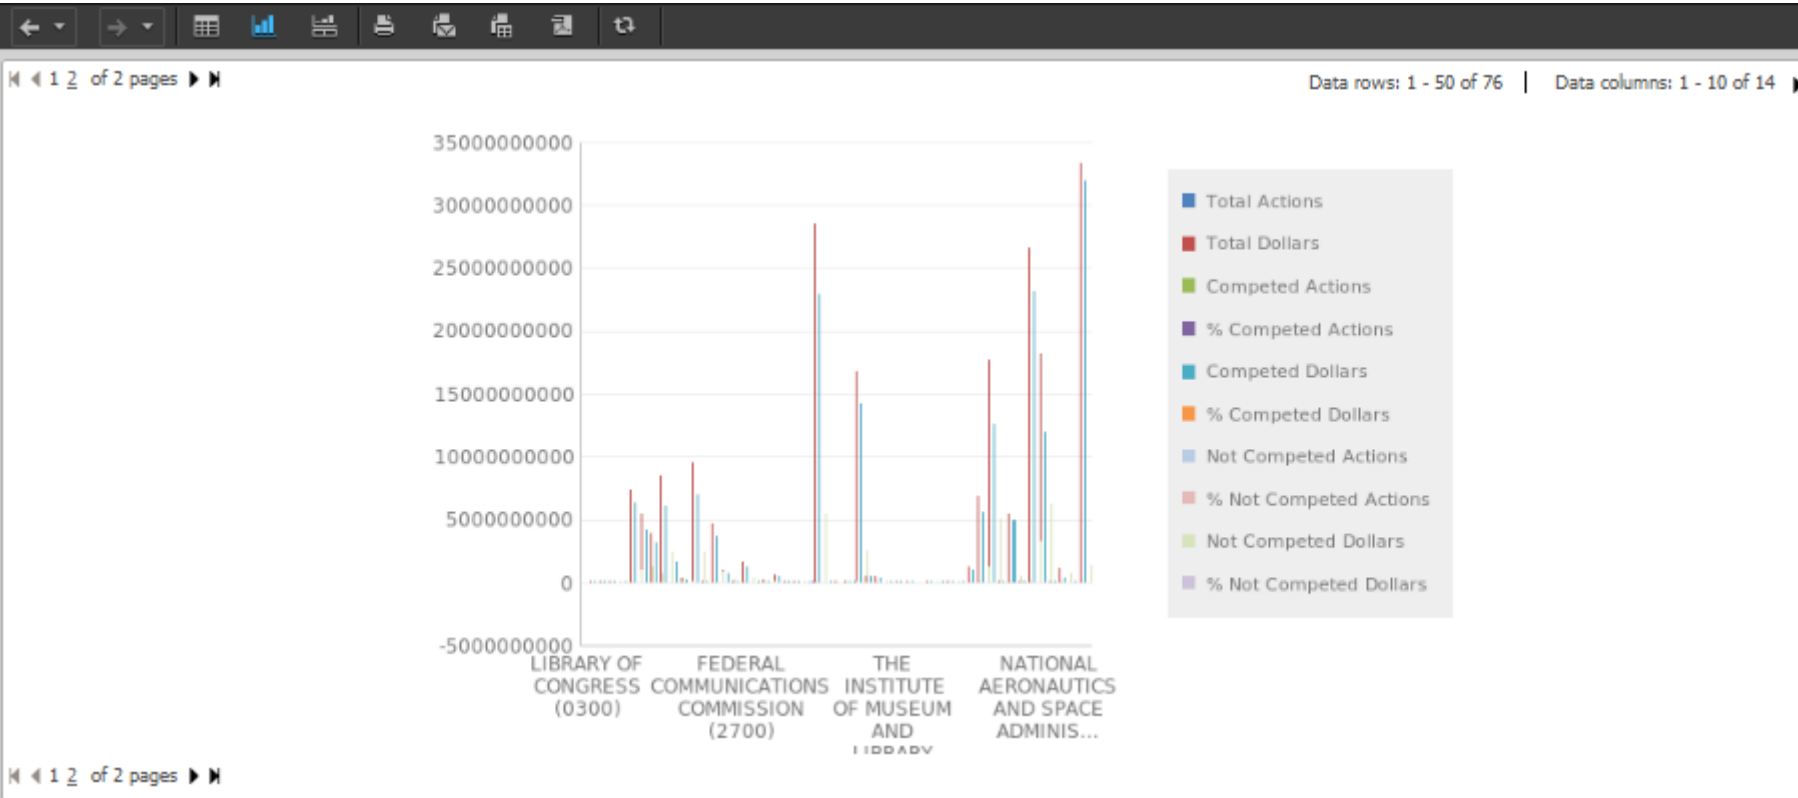 1 2 of 2 pages
Data rows: 1 - 50 of 76 | Data columns: 1 - 10 of 14
35000000000
30000000000
25000000000
20000000000
15000000000
10000000000
5000000000
0
-5000000000
LIBRARY OF
CONGRESS
(0300)
FEDERAL
COMMUNICATIONS
COMMISSION
(2700)
THE
INSTITUTE
OF MUSEUM
AND
LIBRARY
NATIONAL
AERONAUTICS
AND SPACE
ADMINIS...
Total Actions
Total Dollars
Competed Actions
% Competed Actions
Competed Dollars
% Competed Dollars
Not Competed Actions
% Not Competed Actions
Not Competed Dollars
% Not Competed Dollars
1 2 of 2 pages